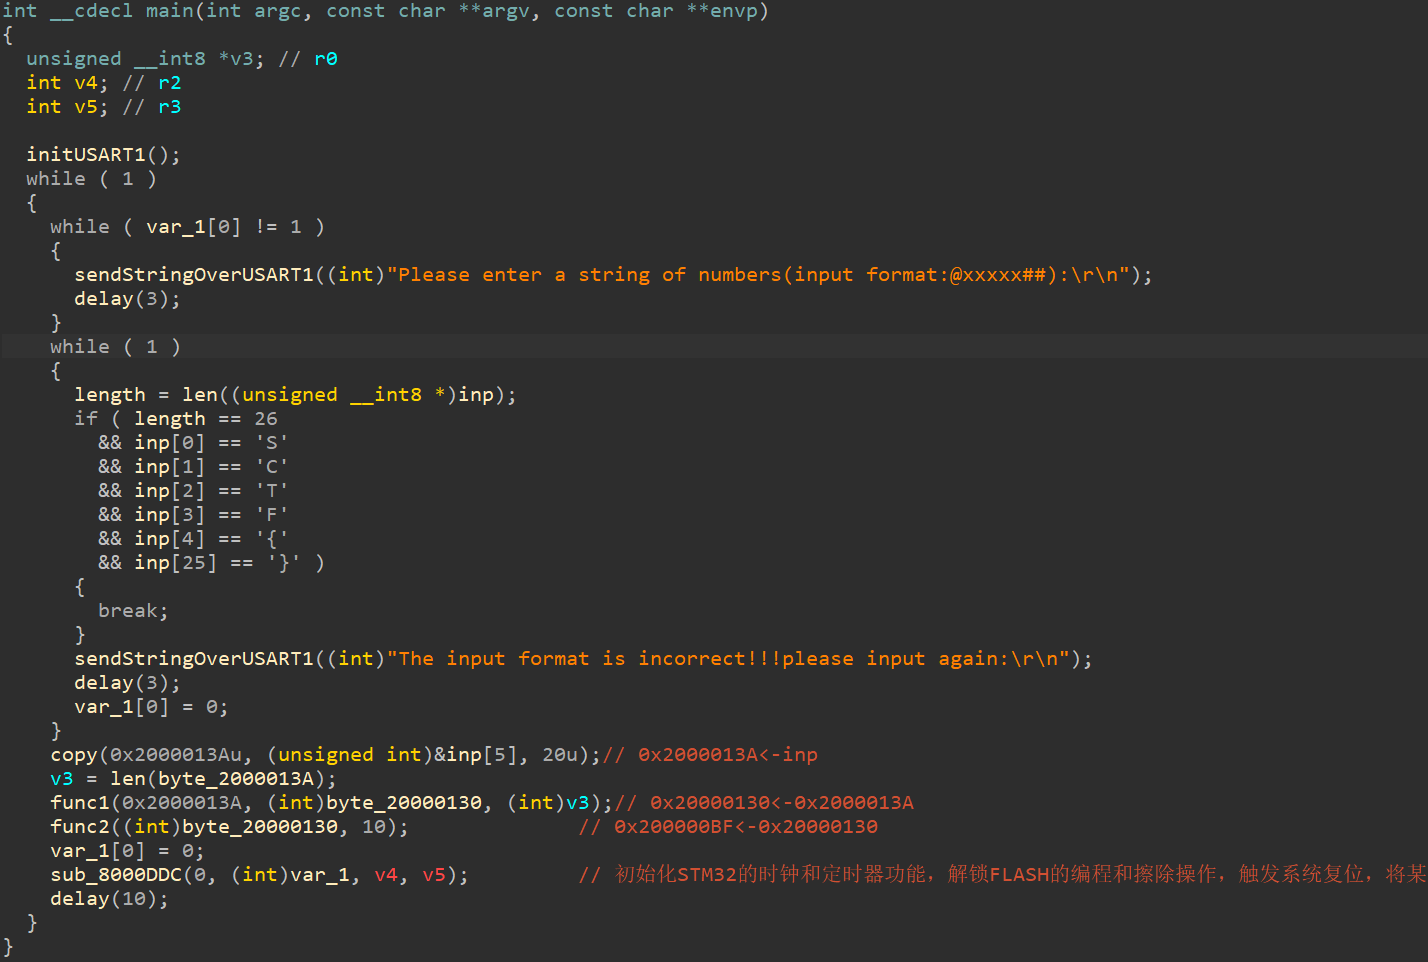 int __cdecl main(int argc, const char **argv, const char **envp)
{
  unsigned __int8 *v3; // r0
  int v4; // r2
  int v5; // r3

  initUSART1();
  while ( 1 )
  {
    while ( var_1[0] != 1 )
    {
      sendStringOverUSART1((int)"Please enter a string of numbers(input format:@xxxxx##):\r\n");
      delay(3);
    }
    while ( 1 )
    {
      length = len((unsigned __int8 *)inp);
      if ( length == 26
        && inp[0] == 'S'
        && inp[1] == 'C'
        && inp[2] == 'T'
        && inp[3] == 'F'
        && inp[4] == '{'
        && inp[25] == '}' )
      {
        break;
      }
      sendStringOverUSART1((int)"The input format is incorrect!!!please input again:\r\n");
      delay(3);
      var_1[0] = 0;
    }
    copy(0x2000013Au, (unsigned int)&inp[5], 20u);// 0x2000013A<-inp
    v3 = len(byte_2000013A);
    func1(0x2000013A, (int)byte_20000130, (int)v3);// 0x20000130<-0x2000013A
    func2((int)byte_20000130, 10);              // 0x200000BF<-0x20000130
    var_1[0] = 0;
    sub_8000DDC(0, (int)var_1, v4, v5);         // 初始化STM32的时钟和定时器功能，解锁FLASH的编程和擦除操作，触发系统复位，将某
    delay(10);
  }
}